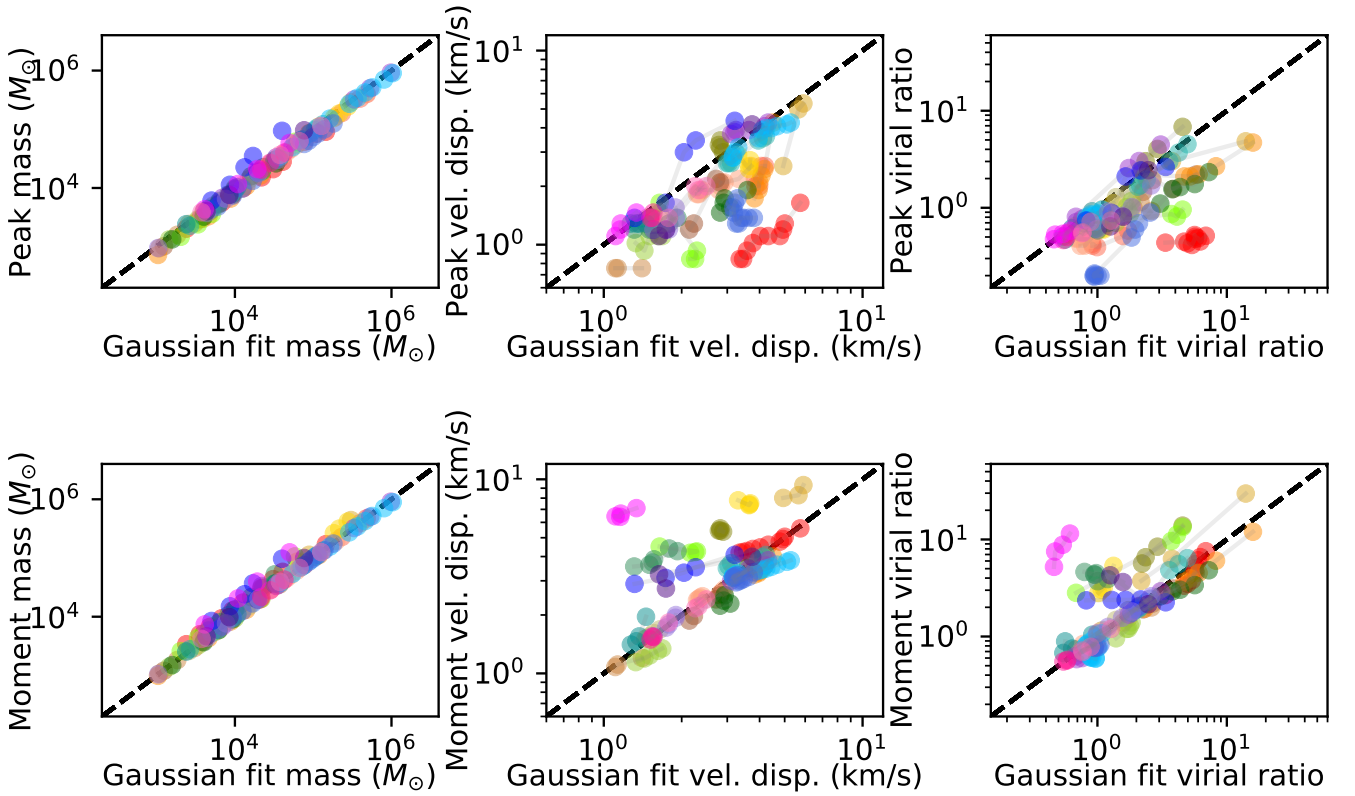 Peak mass (M⊙)
10⁶
10⁴
10⁴ 10⁶
Gaussian fit mass (M⊙)
Peak vel. disp. (km/s)
10¹
10⁰
10⁰ 10¹
Gaussian fit vel. disp. (km/s)
Peak virial ratio
10¹
10⁰
10⁰ 10¹
Gaussian fit virial ratio
Moment mass (M⊙)
10⁶
10⁴
10⁴ 10⁶
Gaussian fit mass (M⊙)
Moment vel. disp. (km/s)
10¹
10⁰
10⁰ 10¹
Gaussian fit vel. disp. (km/s)
Moment virial ratio
10¹
10⁰
10⁰ 10¹
Gaussian fit virial ratio